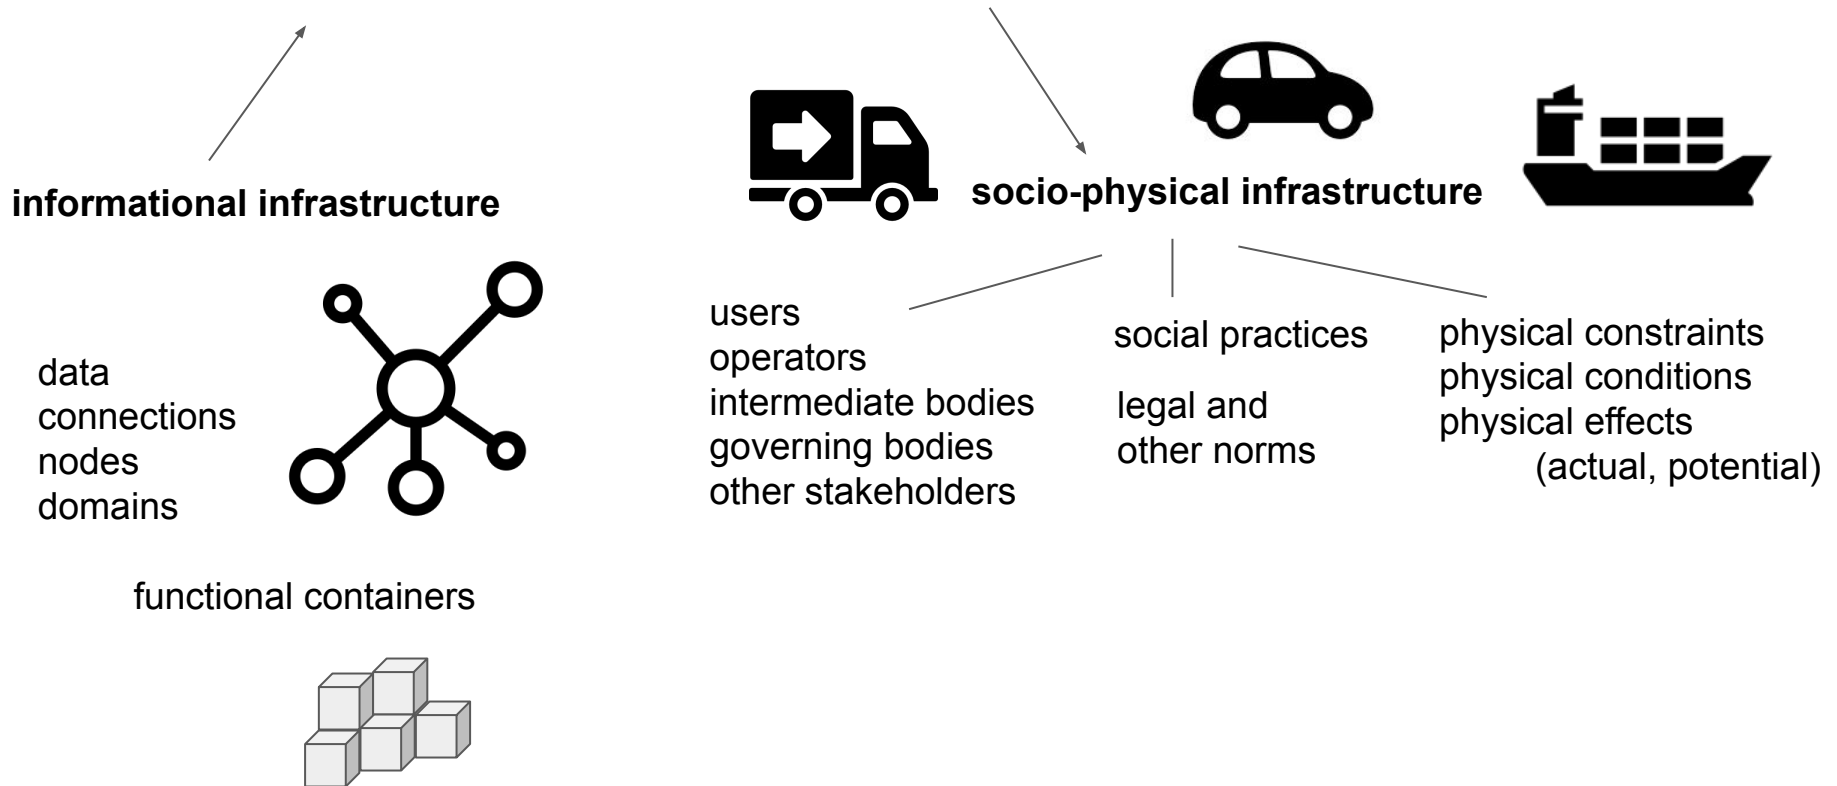 informational infrastructure
data
connections
nodes
domains
functional containers
socio-physical infrastructure
users
operators
intermediate bodies
governing bodies
other stakeholders
social practices
legal and
other norms
physical constraints
physical conditions
physical effects
(actual, potential)